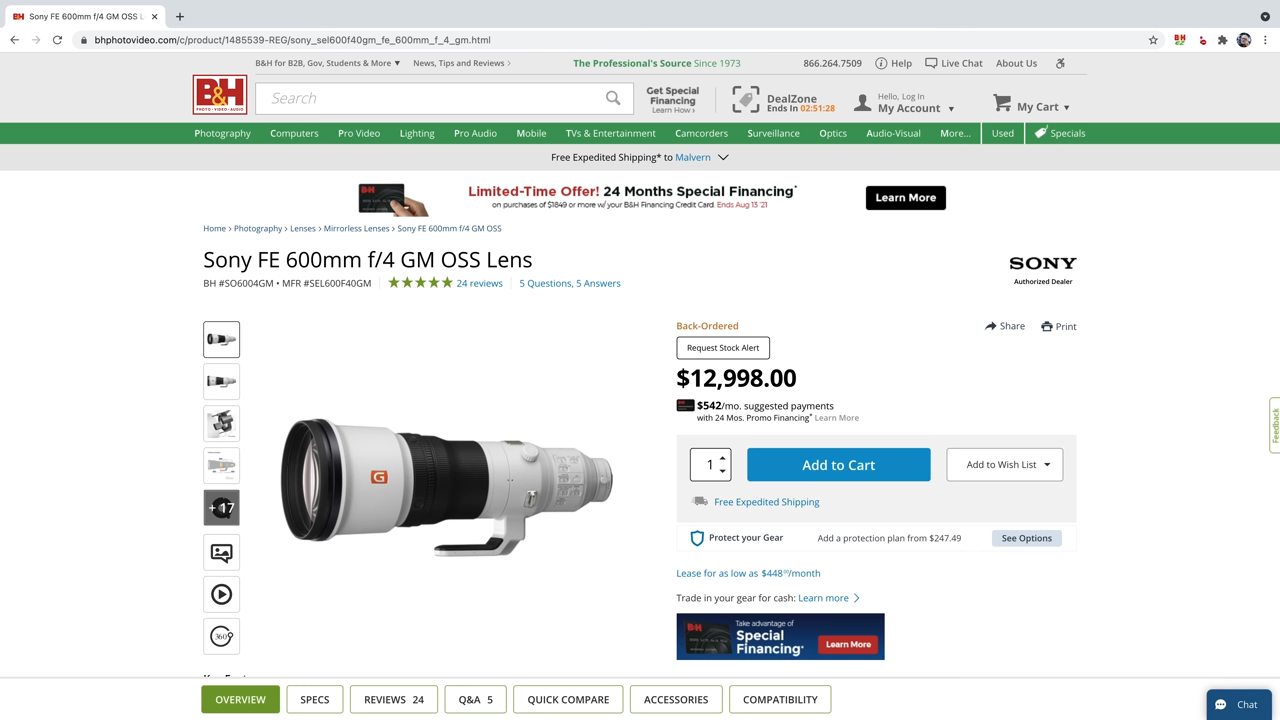 Sony FE 600mm f/4 GM OSS L
bhphotovideo.com/c/product/1485539-REG/sony_sel600f40gm_fe_600mm_f_4_gm.html
B&H for B2B, Gov, Students & More ▼ News, Tips and Reviews >
The Professional's Source Since 1973
866.264.7509 Help Live Chat About Us
B&H
PHOTO • VIDEO • AUDIO
Search
Get Special
Financing
Learn How ›
DealZone
Ends In 02:51:28
Hello, Log In
My Account ▼
My Cart ▼
Photography Computers Pro Video Lighting Pro Audio Mobile TVs & Entertainment Camcorders Surveillance Optics Audio-Visual More... Used Specials
Free Expedited Shipping* to Malvern
Limited-Time Offer! 24 Months Special Financing*
on purchases of $1849 or more w/ your B&H Financing Credit Card. Ends Aug 13 '21
Learn More
Home › Photography › Lenses › Mirrorless Lenses › Sony FE 600mm f/4 GM OSS
Sony FE 600mm f/4 GM OSS Lens
BH #SO6004GM • MFR #SEL600F40GM 24 reviews 5 Questions, 5 Answers
SONY
Authorized Dealer
Back-Ordered
Share Print
Request Stock Alert
$12,998.00
$542/mo. suggested payments
with 24 Mos. Promo Financing* Learn More
1 Add to Cart Add to Wish List
Free Expedited Shipping
Protect your Gear Add a protection plan from $247.49 See Options
Lease for as low as $448⁰⁰/month
Trade in your gear for cash: Learn more >
B&H
Take advantage of
Special
Financing*
Learn More
G
+ 17
360°
Feedback
OVERVIEW SPECS REVIEWS 24 Q&A 5 QUICK COMPARE ACCESSORIES COMPATIBILITY
Chat